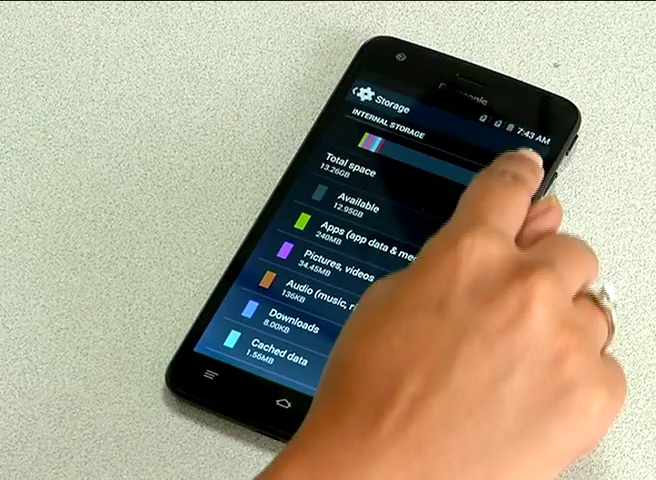 Panasonic
7:43 AM
Storage
INTERNAL STORAGE
Total space
13.26GB
Available
12.95GB
Apps (app data &
240MB
Pictures, videos
34.45MB
Audio (music,
136KB
Downloads
8.00KB
Cached data
1.56MB